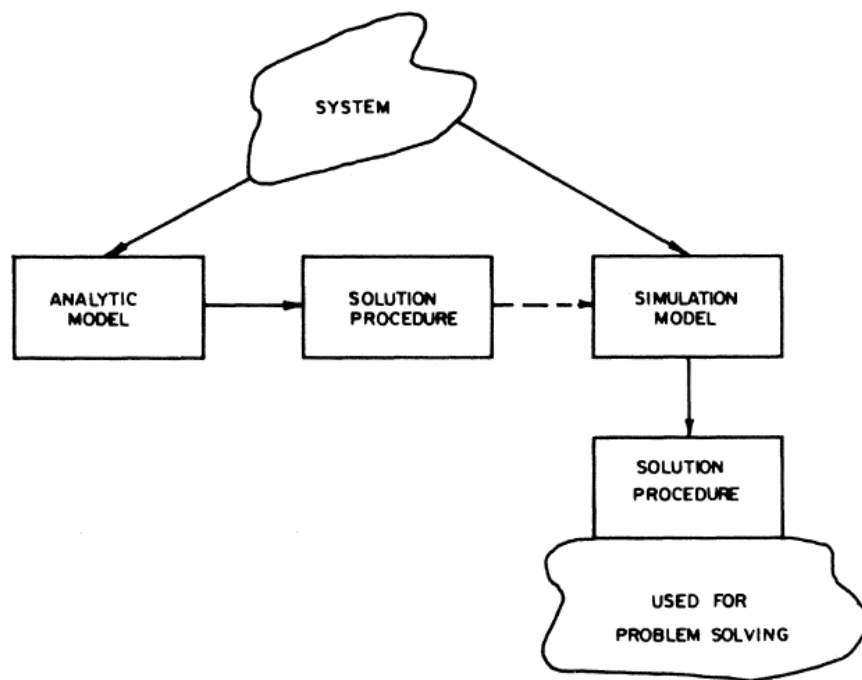 SYSTEM
ANALYTIC
MODEL
SOLUTION
PROCEDURE
SIMULATION
MODEL
SOLUTION
PROCEDURE
USED FOR
PROBLEM SOLVING